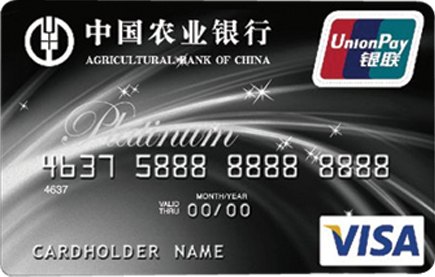 中国农业银行
AGRICULTURAL BANK OF CHINA
UnionPay
银联
Platinum
4637 5888 8888 8888
4637
MONTH/YEAR
VALID THRU 00/00
CARDHOLDER NAME
VISA